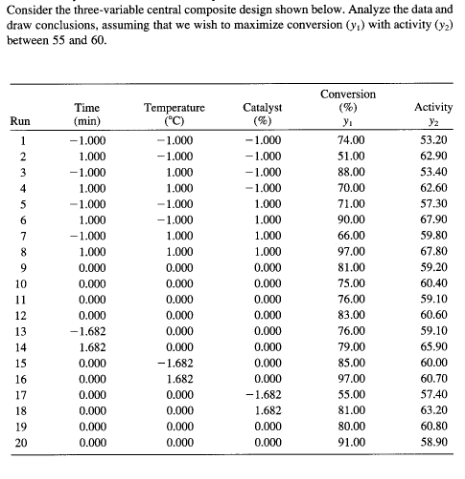 Consider the three-variable central composite design shown below. Analyze the data and
draw conclusions, assuming that we wish to maximize conversion (y₁) with activity (y₂)
between 55 and 60.
Conversion
Time Temperature Catalyst (%) Activity
Run (min) (°C) (%) y₁ y₂
1 −1.000 −1.000 −1.000 74.00 53.20
2 1.000 −1.000 −1.000 51.00 62.90
3 −1.000 1.000 −1.000 88.00 53.40
4 1.000 1.000 −1.000 70.00 62.60
5 −1.000 −1.000 1.000 71.00 57.30
6 1.000 −1.000 1.000 90.00 67.90
7 −1.000 1.000 1.000 66.00 59.80
8 1.000 1.000 1.000 97.00 67.80
9 0.000 0.000 0.000 81.00 59.20
10 0.000 0.000 0.000 75.00 60.40
11 0.000 0.000 0.000 76.00 59.10
12 0.000 0.000 0.000 83.00 60.60
13 −1.682 0.000 0.000 76.00 59.10
14 1.682 0.000 0.000 79.00 65.90
15 0.000 −1.682 0.000 85.00 60.00
16 0.000 1.682 0.000 97.00 60.70
17 0.000 0.000 −1.682 55.00 57.40
18 0.000 0.000 1.682 81.00 63.20
19 0.000 0.000 0.000 80.00 60.80
20 0.000 0.000 0.000 91.00 58.90